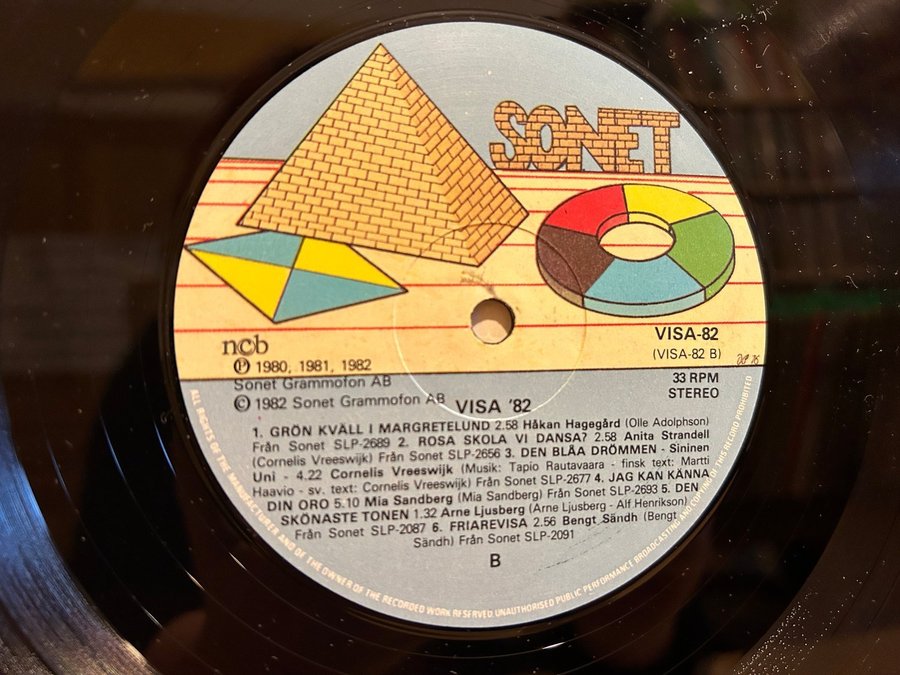 SONET
VISA-82
(VISA-82 B)
33 RPM
STEREO
ncb
Ⓟ 1980, 1981, 1982
Sonet Grammofon AB
© 1982 Sonet Grammofon AB
VISA '82
1. GRÖN KVÄLL I MARGRETELUND 2.58 Håkan Hagegård (Olle Adolphson)
Från Sonet SLP-2689 2. ROSA SKOLA VI DANSA? 2.58 Anita Strandell
(Cornelis Vreeswijk) Från Sonet SLP-2656 3. DEN BLÅA DRÖMMEN - Sininen
Uni - 4.22 Cornelis Vreeswijk (Musik: Tapio Rautavaara - finsk text: Martti
Haavio - sv. text: Cornelis Vreeswijk) Från Sonet SLP-2677 4. JAG KAN KÄNNA
DIN ORO 5.10 Mia Sandberg (Mia Sandberg) Från Sonet SLP-2693 5. DEN
SKÖNASTE TONEN 1.32 Arne Ljusberg (Arne Ljusberg - Alf Henrikson)
Från Sonet SLP-2087 6. FRIAREVISA 2.56 Bengt Sändh (Bengt
Sändh) Från Sonet SLP-2091
B
ALL RIGHTS OF THE MANUFACTURER AND OF THE OWNER OF THE RECORDED WORK RESERVED. UNAUTHORISED PUBLIC PERFORMANCE BROADCASTING AND COPYING OF THIS RECORD PROHIBITED